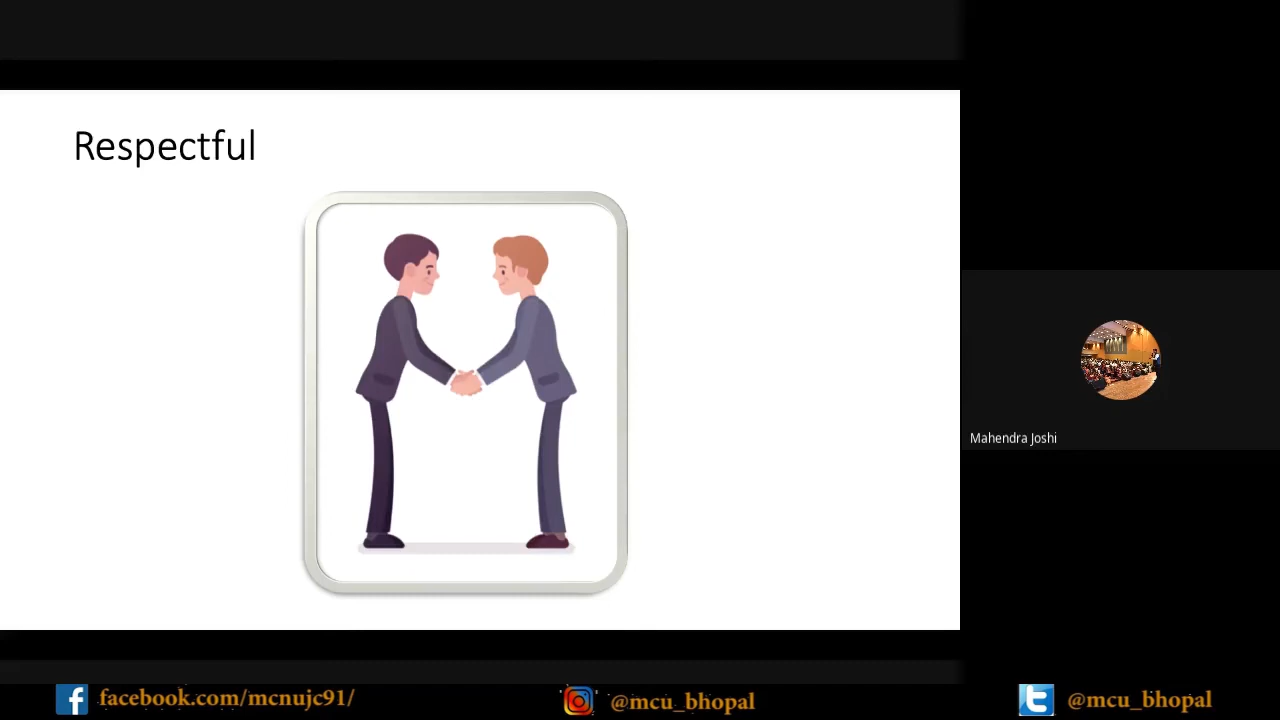 Respectful
Mahendra Joshi
facebook.com/mcnujc91/
@mcu_bhopal
@mcu_bhopal